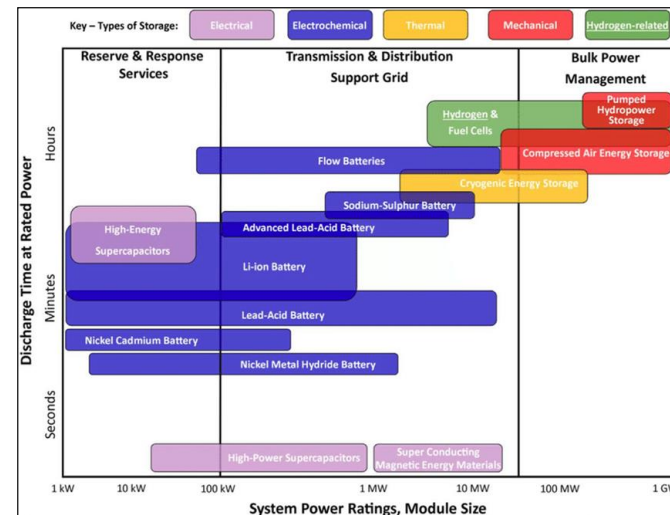 Key – Types of Storage: Electrical Electrochemical Thermal Mechanical Hydrogen-related
Reserve & Response
Services
Transmission & Distribution
Support Grid
Bulk Power
Management
Pumped
Hydropower
Storage
Hydrogen &
Fuel Cells
Compressed Air Energy Storage
Flow Batteries
Cryogenic Energy Storage
Sodium-Sulphur Battery
Advanced Lead-Acid Battery
High-Energy
Supercapacitors
Li-ion Battery
Lead-Acid Battery
Nickel Cadmium Battery
Nickel Metal Hydride Battery
High-Power Supercapacitors
Super Conducting
Magnetic Energy Materials
Discharge Time at Rated Power
Hours
Minutes
Seconds
1 kW 10 kW 100 kW 1 MW 10 MW 100 MW 1 G
System Power Ratings, Module Size